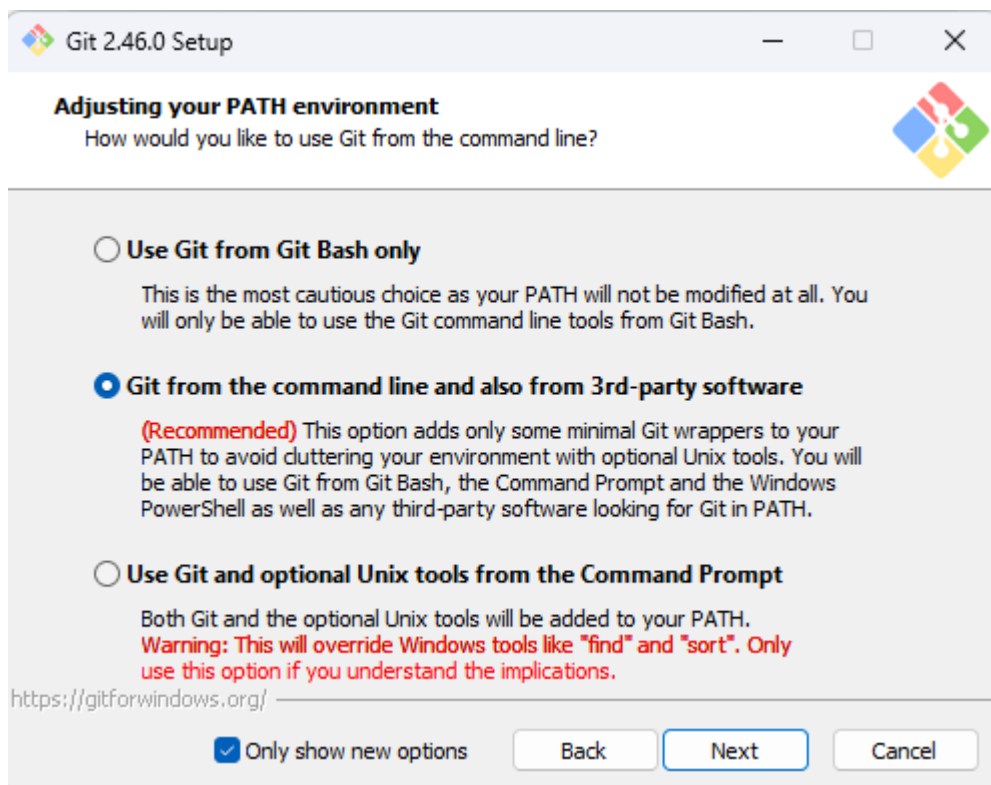 Git 2.46.0 Setup
Adjusting your PATH environment
How would you like to use Git from the command line?
Use Git from Git Bash only
This is the most cautious choice as your PATH will not be modified at all. You
will only be able to use the Git command line tools from Git Bash.
Git from the command line and also from 3rd-party software
(Recommended) This option adds only some minimal Git wrappers to your
PATH to avoid cluttering your environment with optional Unix tools. You will
be able to use Git from Git Bash, the Command Prompt and the Windows
PowerShell as well as any third-party software looking for Git in PATH.
Use Git and optional Unix tools from the Command Prompt
Both Git and the optional Unix tools will be added to your PATH.
Warning: This will override Windows tools like "find" and "sort". Only
use this option if you understand the implications.
https://gitforwindows.org/
Only show new options
Back
Next
Cancel